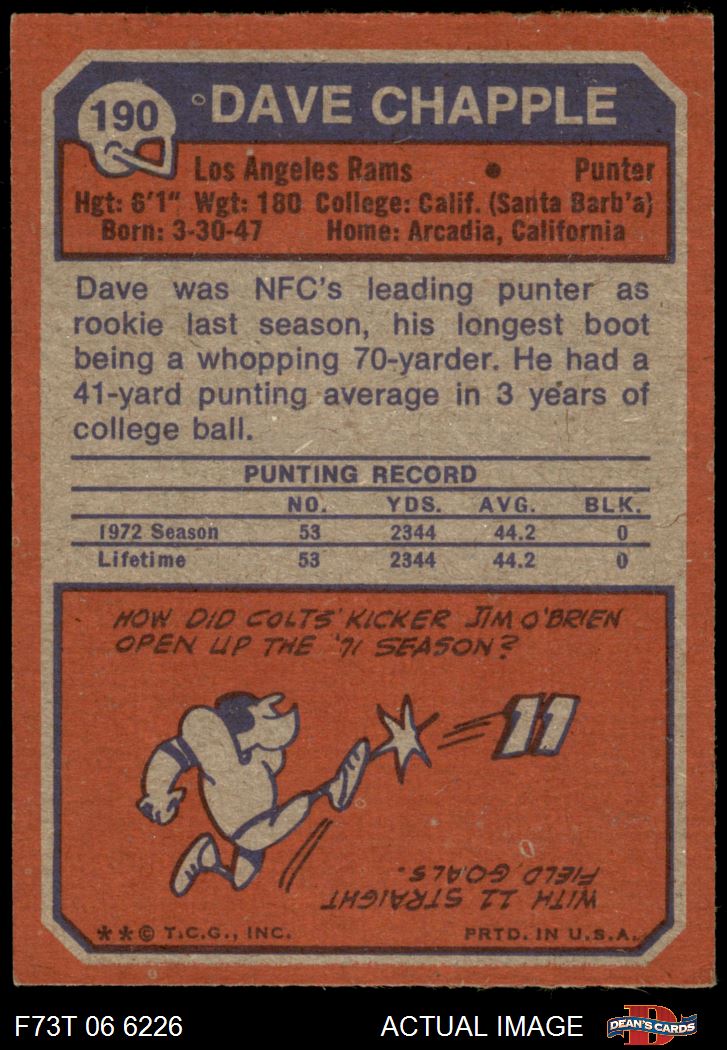 190
DAVE CHAPPLE
Los Angeles Rams • Punter
Hgt: 6'1" Wgt: 180 College: Calif. (Santa Barb'a)
Born: 3-30-47 Home: Arcadia, California
Dave was NFC's leading punter as
rookie last season, his longest boot
being a whopping 70-yarder. He had a
41-yard punting average in 3 years of
college ball.
PUNTING RECORD
NO. YDS. AVG. BLK.
1972 Season 53 2344 44.2 0
Lifetime 53 2344 44.2 0
HOW DID COLTS' KICKER JIM O'BRIEN
OPEN UP THE '71 SEASON?
11
WITH 11 STRAIGHT
FIELD GOALS.
**© T.C.G., INC. PRTD. IN U.S.A.
F73T 06 6226 ACTUAL IMAGE D DEAN'S CARDS